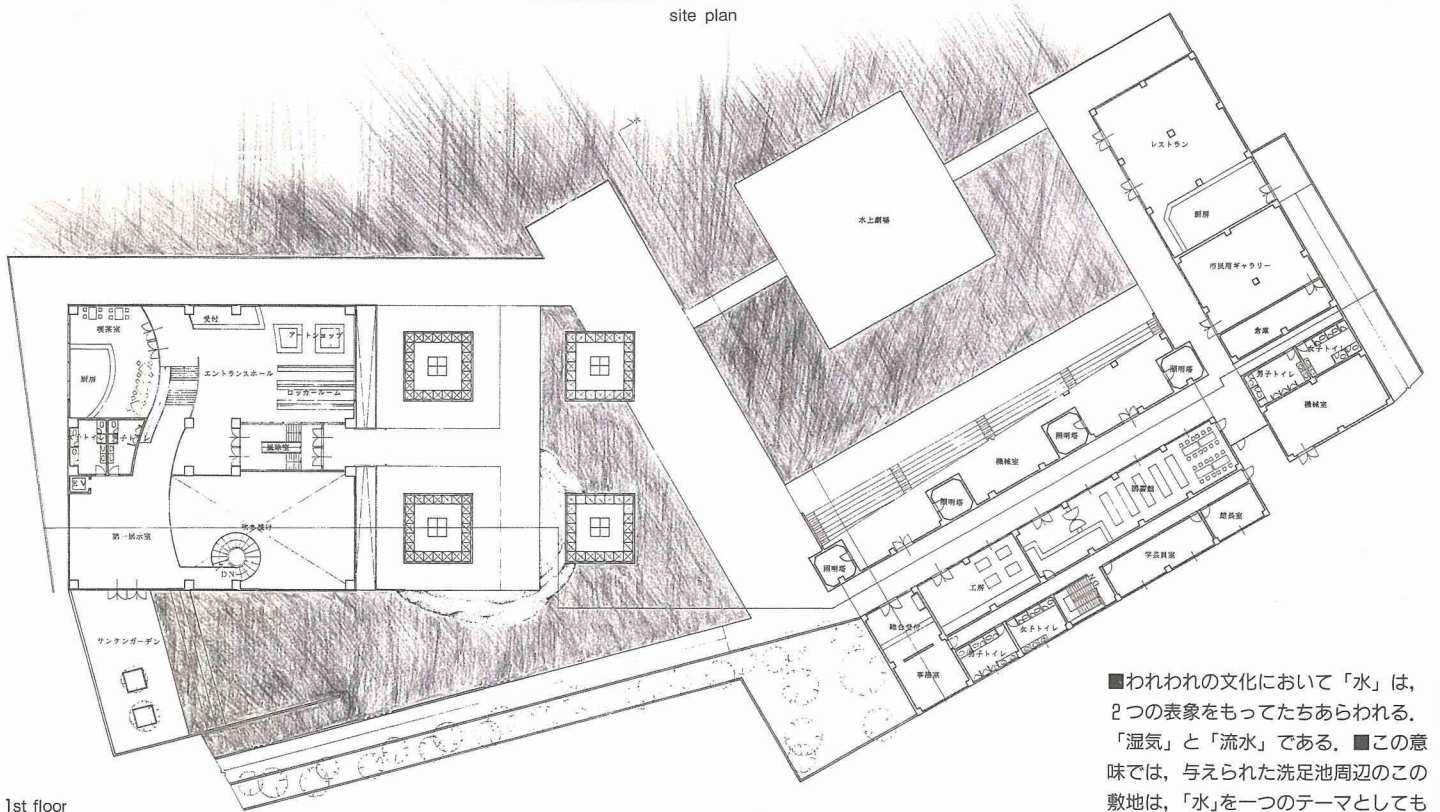 site plan
レストラン
水上劇場
厨房
市民用ギャラリー
倉庫
女子トイレ
男子トイレ
機械室
喫茶室
受付
アートショップ
厨房
エントランスホール
ロッカールーム
照明塔
照明塔
機械室
照明塔
図書館
館長室
学芸員室
第一展示室
吹き抜け
DN
照明塔
工房
女子トイレ
総合受付
男子トイレ
事務室
サンクンガーデン
■われわれの文化において「水」は,
2つの表象をもってたちあらわれる.
「湿気」と「流水」である. ■この意
味では, 与えられた洗足池周辺のこの
敷地は,「水」を一つのテーマとしても
1st floor